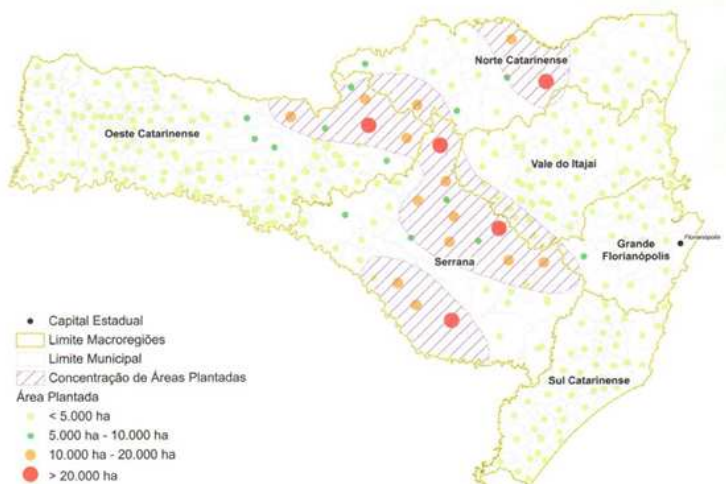 Norte Catarinense
Oeste Catarinense
Vale do Itajaí
Florianópolis
Grande
Florianópolis
Serrana
Sul Catarinense
Capital Estadual
Limite Macroregiões
Limite Municipal
Concentração de Áreas Plantadas
Área Plantada
< 5.000 ha
5.000 ha - 10.000 ha
10.000 ha - 20.000 ha
> 20.000 ha